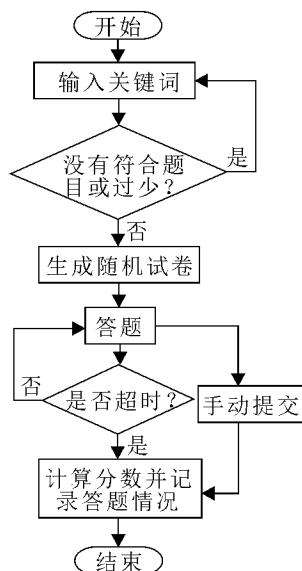 开始
输入关键词
没有符合题
目或过少？
是
否
生成随机试卷
答题
否
是否超时？
手动提交
是
计算分数并记
录答题情况
结束